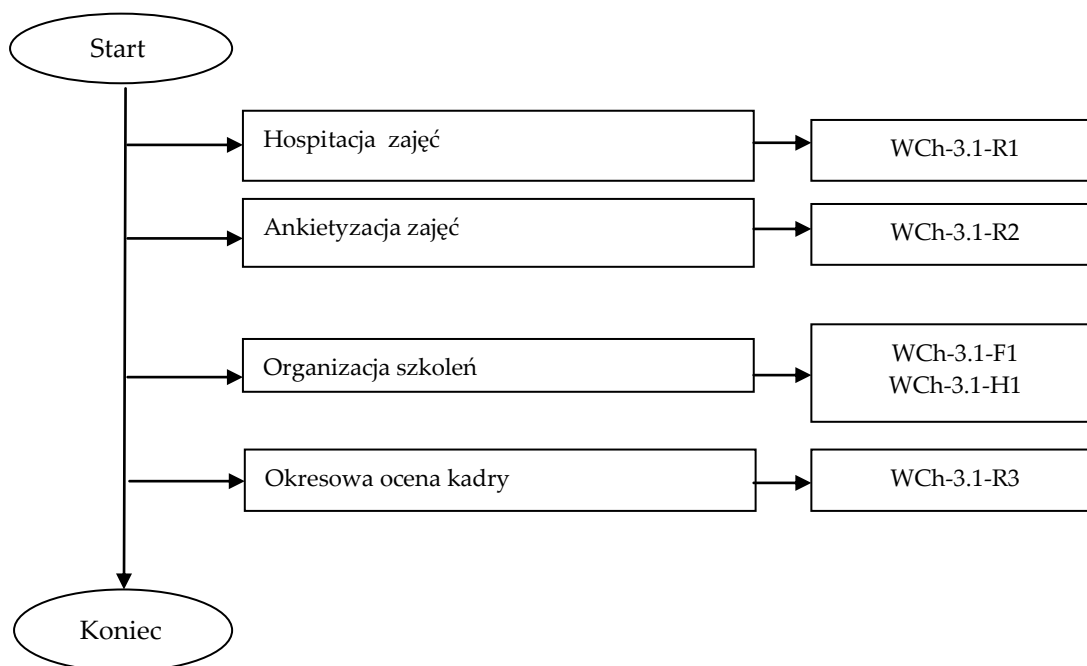 Start
Hospitacja zajęć
WCh-3.1-R1
Ankietyzacja zajęć
WCh-3.1-R2
Organizacja szkoleń
WCh-3.1-F1
WCh-3.1-H1
Okresowa ocena kadry
WCh-3.1-R3
Koniec